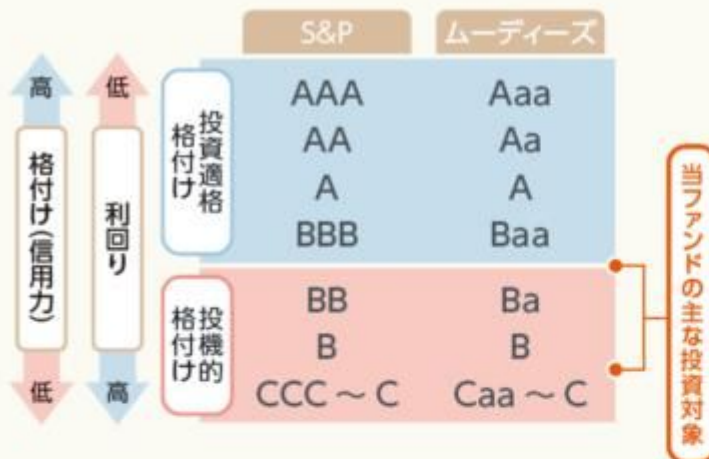 S&P ムーディーズ
高 低
格付け(信用力)
利回り
低 高
投資適格
格付け
AAA Aaa
AA Aa
A A
BBB Baa
投機的
格付け
BB Ba
B B
CCC ～ C Caa ～ C
当ファンドの主な投資対象